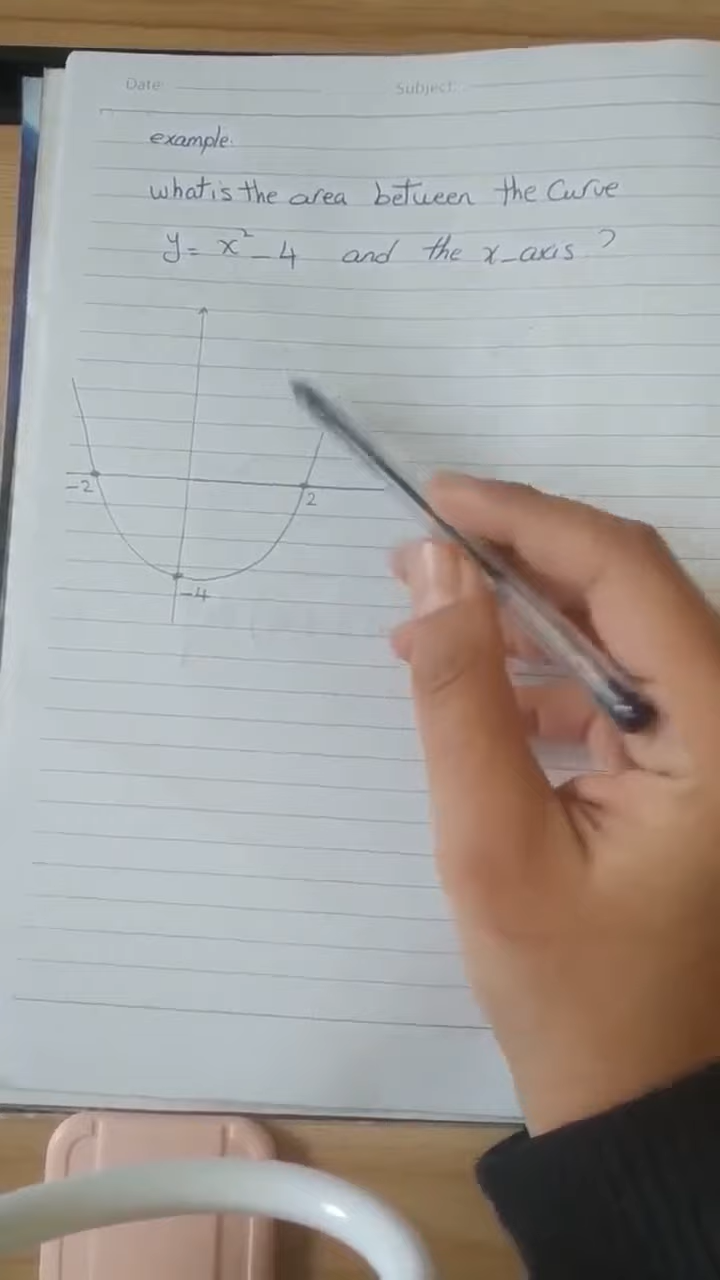 Date:
Subject:
example.
what is the area between the Curve
y = x² - 4 and the x-axis ?
-2
2
-4